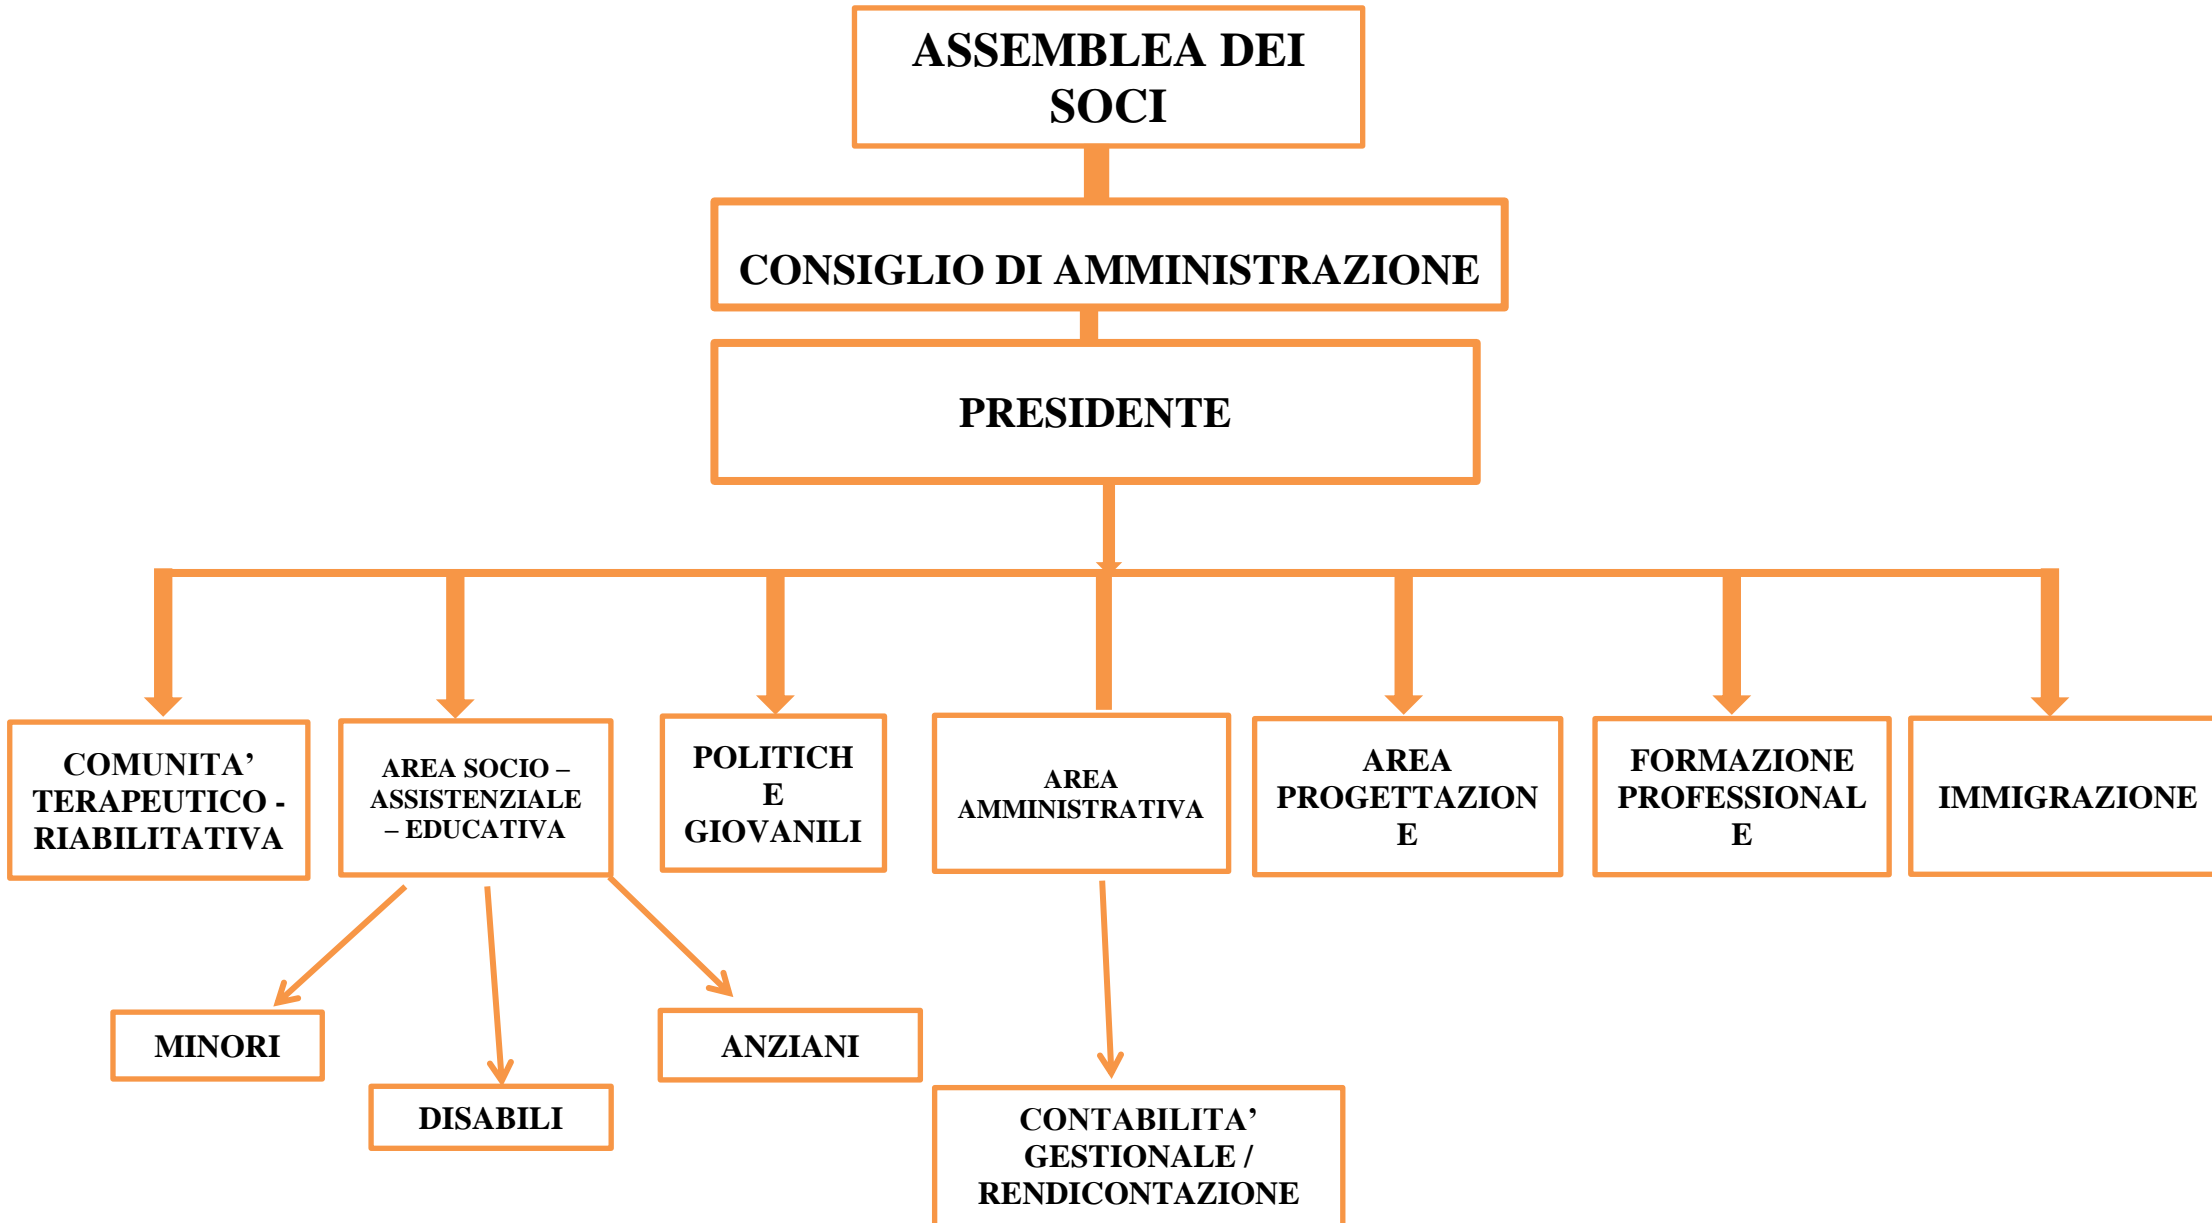 ASSEMBLEA DEI
SOCI
CONSIGLIO DI AMMINISTRAZIONE
PRESIDENTE
COMUNITA’
TERAPEUTICO -
RIABILITATIVA
AREA SOCIO –
ASSISTENZIALE
– EDUCATIVA
POLITICH
E
GIOVANILI
AREA
AMMINISTRATIVA
AREA
PROGETTAZION
E
FORMAZIONE
PROFESSIONAL
E
IMMIGRAZIONE
MINORI
DISABILI
ANZIANI
CONTABILITA’
GESTIONALE /
RENDICONTAZIONE